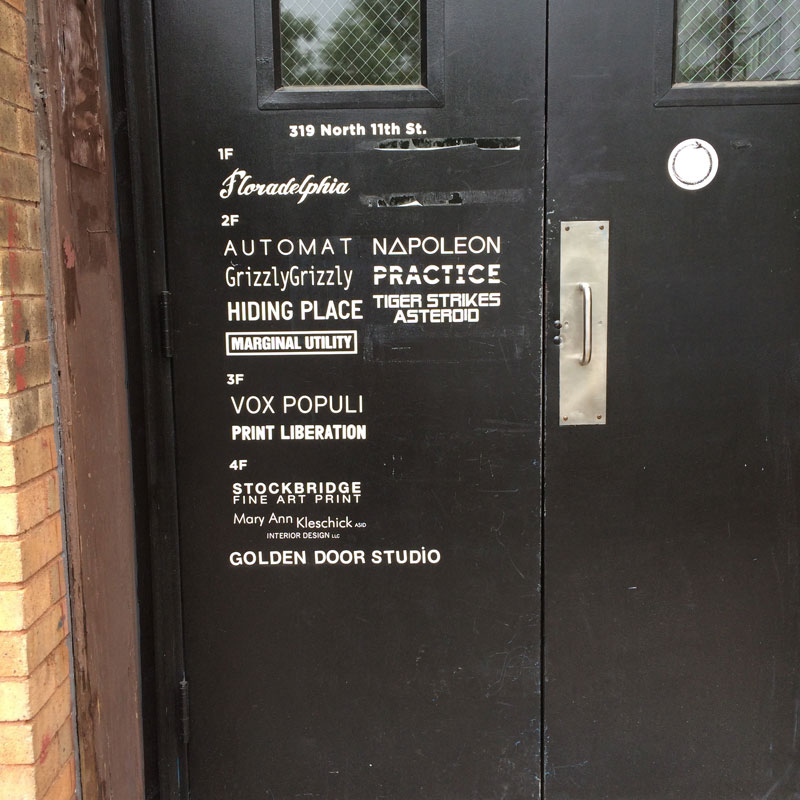 319 North 11th St.
1F
Floradelphia
2F
AUTOMAT
GrizzlyGrizzly
HIDING PLACE
MARGINAL UTILITY
NAPOLEON
PRACTICE
TIGER STRIKES
ASTEROID
3F
VOX POPULI
PRINT LIBERATION
4F
STOCKBRIDGE
FINE ART PRINT
Mary Ann Kleschick ASID
INTERIOR DESIGN LLC
GOLDEN DOOR STUDiO